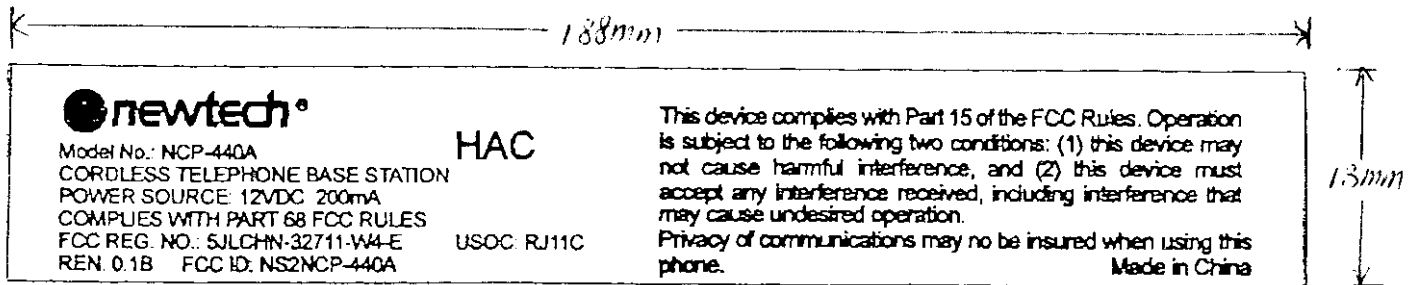 188mm
newtech®
Model No.: NCP-440A
CORDLESS TELEPHONE BASE STATION
POWER SOURCE: 12VDC 200mA
COMPLIES WITH PART 68 FCC RULES
FCC REG. NO.: 5JLCHN-32711-W4-E
REN. 0.1B FCC ID: NS2NCP-440A
HAC
USOC: RJ11C
This device complies with Part 15 of the FCC Rules. Operation
is subject to the following two conditions: (1) this device may
not cause harmful interference, and (2) this device must
accept any interference received, including interference that
may cause undesired operation.
Privacy of communications may no be insured when using this
phone. Made in China
18mm